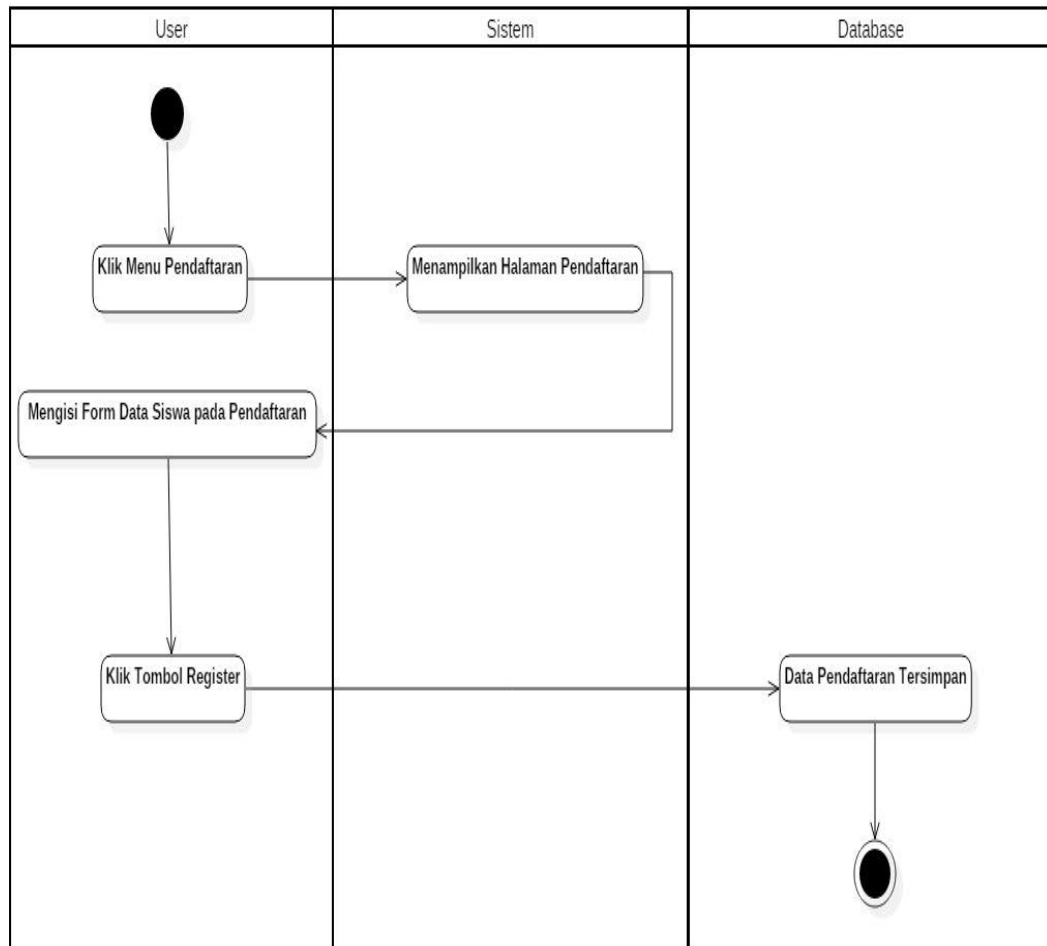 User
Sistem
Database
Klik Menu Pendaftaran
Menampilkan Halaman Pendaftaran
Mengisi Form Data Siswa pada Pendaftaran
Klik Tombol Register
Data Pendaftaran Tersimpan